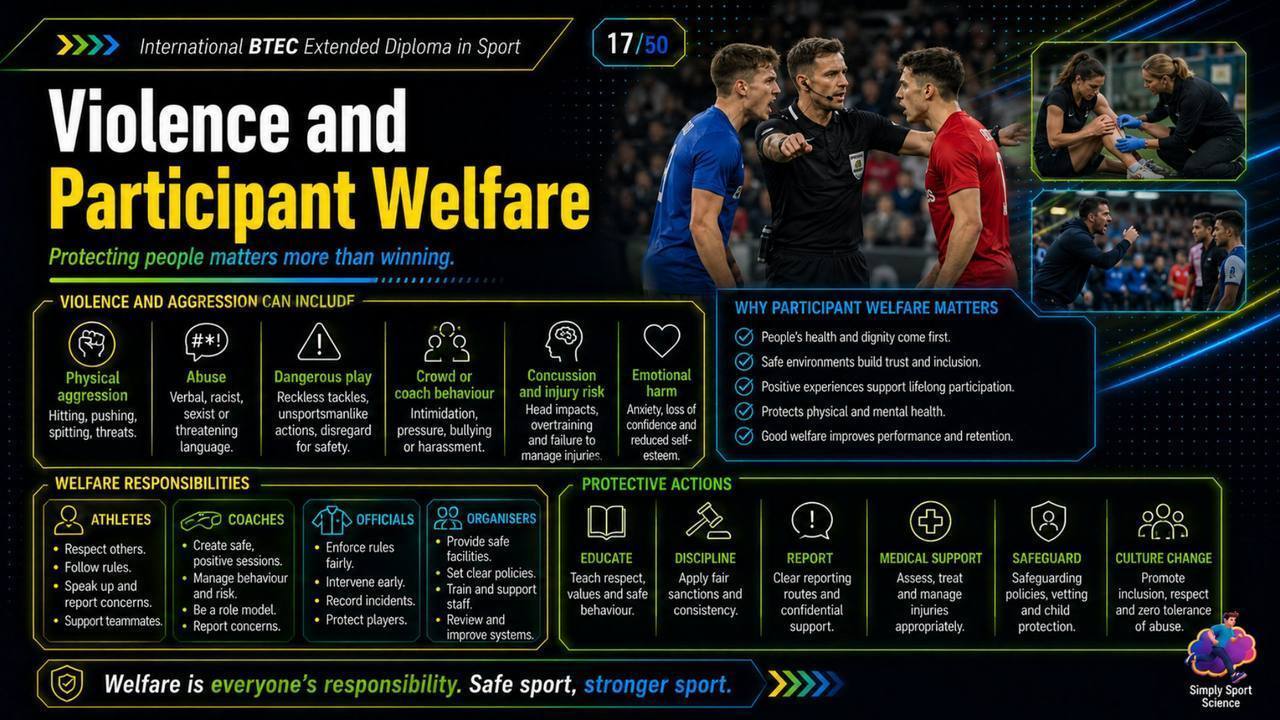 International BTEC Extended Diploma in Sport
17/50
Violence and
Participant Welfare
Protecting people matters more than winning.
VIOLENCE AND AGGRESSION CAN INCLUDE
Physical
aggression
Hitting, pushing,
spitting, threats.
#*!
Abuse
Verbal, racist,
sexist or
threatening
language.
Dangerous play
Reckless tackles,
unsportsmanlike
actions, disregard
for safety.
Crowd or
coach behaviour
Intimidation,
pressure, bullying
or harassment.
Concussion
and injury risk
Head impacts,
overtraining
and failure to
manage injuries.
Emotional
harm
Anxiety, loss of
confidence and
reduced self-
esteem.
WHY PARTICIPANT WELFARE MATTERS
People's health and dignity come first.
Safe environments build trust and inclusion.
Positive experiences support lifelong participation.
Protects physical and mental health.
Good welfare improves performance and retention.
WELFARE RESPONSIBILITIES
ATHLETES
• Respect others.
• Follow rules.
• Speak up and
report concerns.
• Support teammates.
COACHES
• Create safe,
positive sessions.
• Manage behaviour
and risk.
• Be a role model.
• Report concerns.
OFFICIALS
• Enforce rules
fairly.
• Intervene early.
• Record incidents.
• Protect players.
ORGANISERS
• Provide safe
facilities.
• Set clear policies.
• Train and support
staff.
• Review and
improve systems.
PROTECTIVE ACTIONS
EDUCATE
Teach respect,
values and safe
behaviour.
DISCIPLINE
Apply fair
sanctions and
consistency.
REPORT
Clear reporting
routes and
confidential
support.
MEDICAL SUPPORT
Assess, treat
and manage
injuries
appropriately.
SAFEGUARD
Safeguarding
policies, vetting
and child
protection.
CULTURE CHANGE
Promote
inclusion, respect
and zero tolerance
of abuse.
Welfare is everyone's responsibility. Safe sport, stronger sport.
Simply Sport
Science